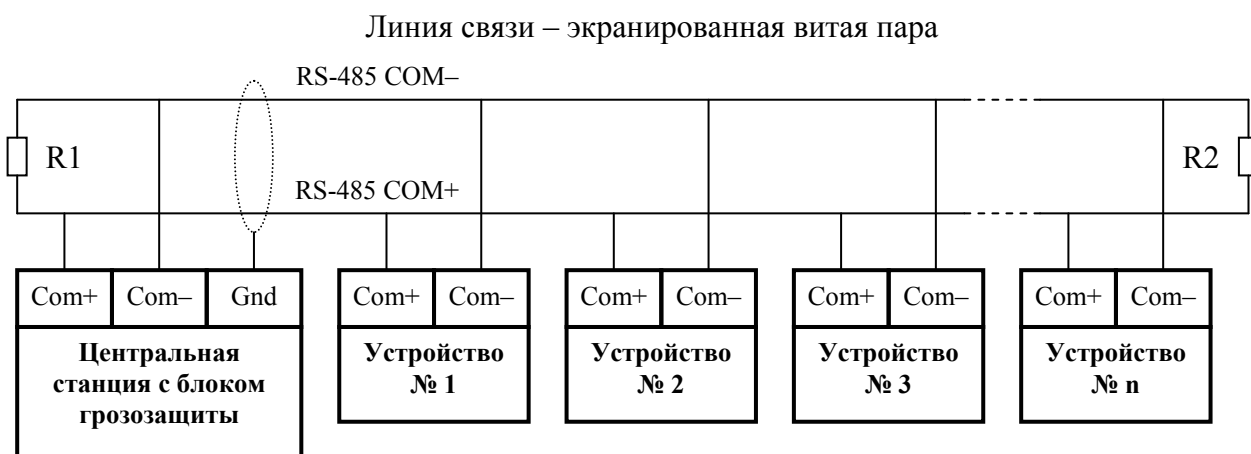 Линия связи – экранированная витая пара
RS-485 COM–
R1
R2
RS-485 COM+
Com+ Com– Gnd
Com+ Com–
Com+ Com–
Com+ Com–
Com+ Com–
Центральная
станция с блоком
грозозащиты
Устройство
№ 1
Устройство
№ 2
Устройство
№ 3
Устройство
№ n